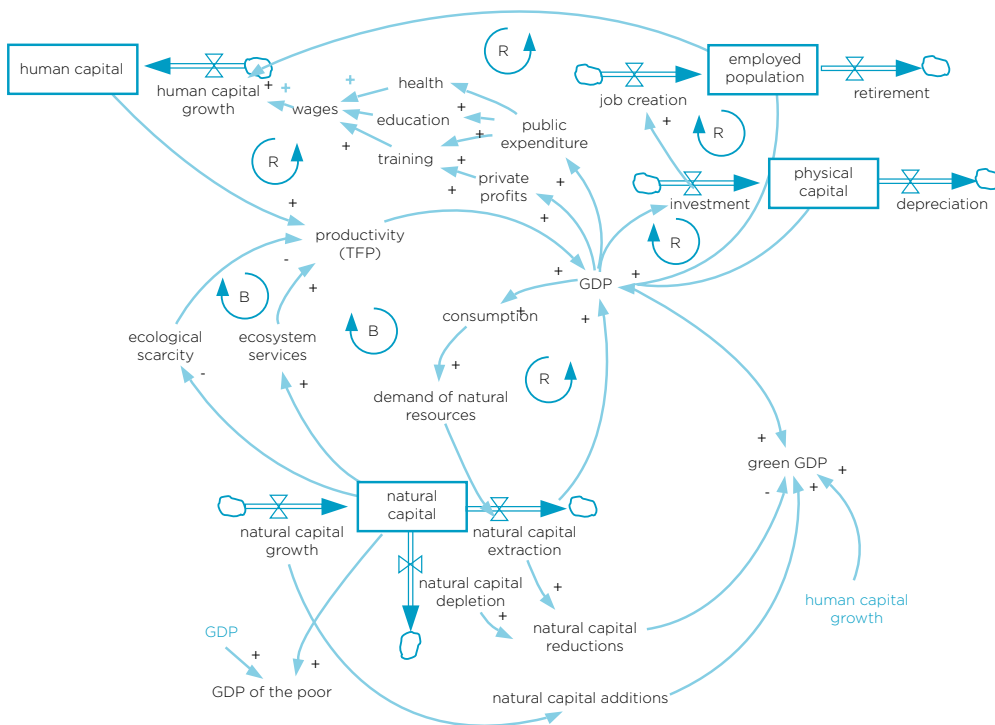 human capital
human capital
growth
R
+
+
+
wages
health
education
training
+
+
+
+
+
public
expenditure
private
profits
+
job creation
+
employed
population
retirement
R
physical
capital
investment
depreciation
R
R
+
productivity
(TFP)
-
+
+
GDP
+
+
+
consumption
B
B
ecological
scarcity
-
ecosystem
services
+
+
R
demand of natural
resources
+
green GDP
+
-
+
natural
capital
natural capital
growth
natural capital
extraction
natural capital
depletion
+
+
natural capital
reductions
human capital
growth
GDP
+
+
GDP of the poor
natural capital additions